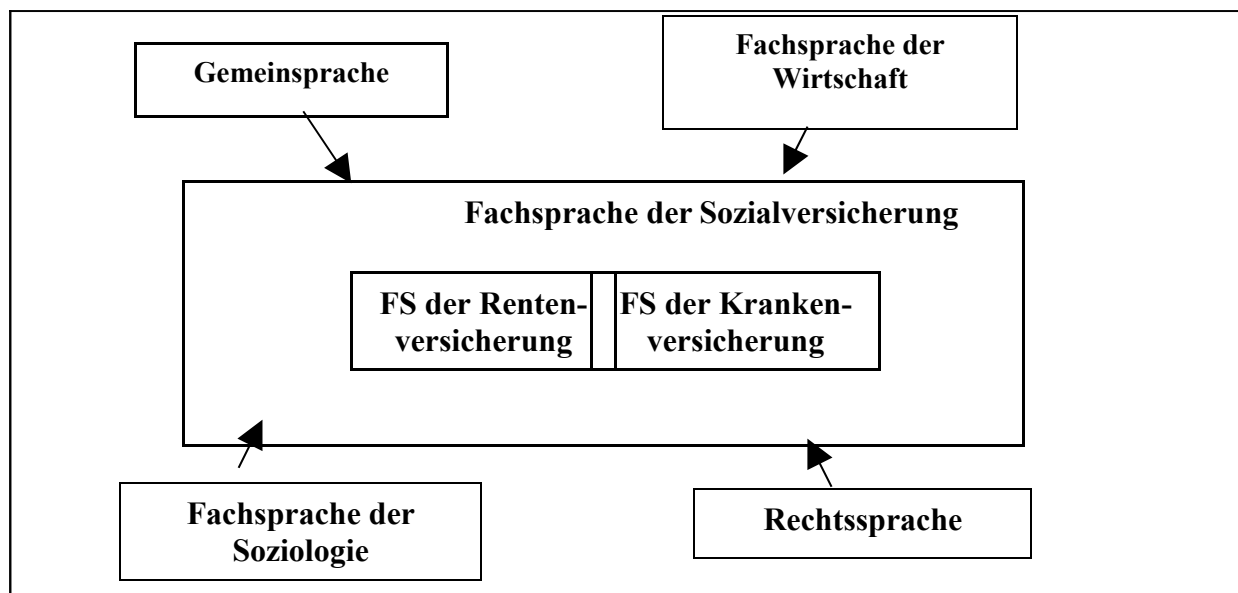 Gemeinsprache
Fachsprache der
Wirtschaft
Fachsprache der Sozialversicherung
FS der Renten-
versicherung
FS der Kranken-
versicherung
Fachsprache der
Soziologie
Rechtssprache